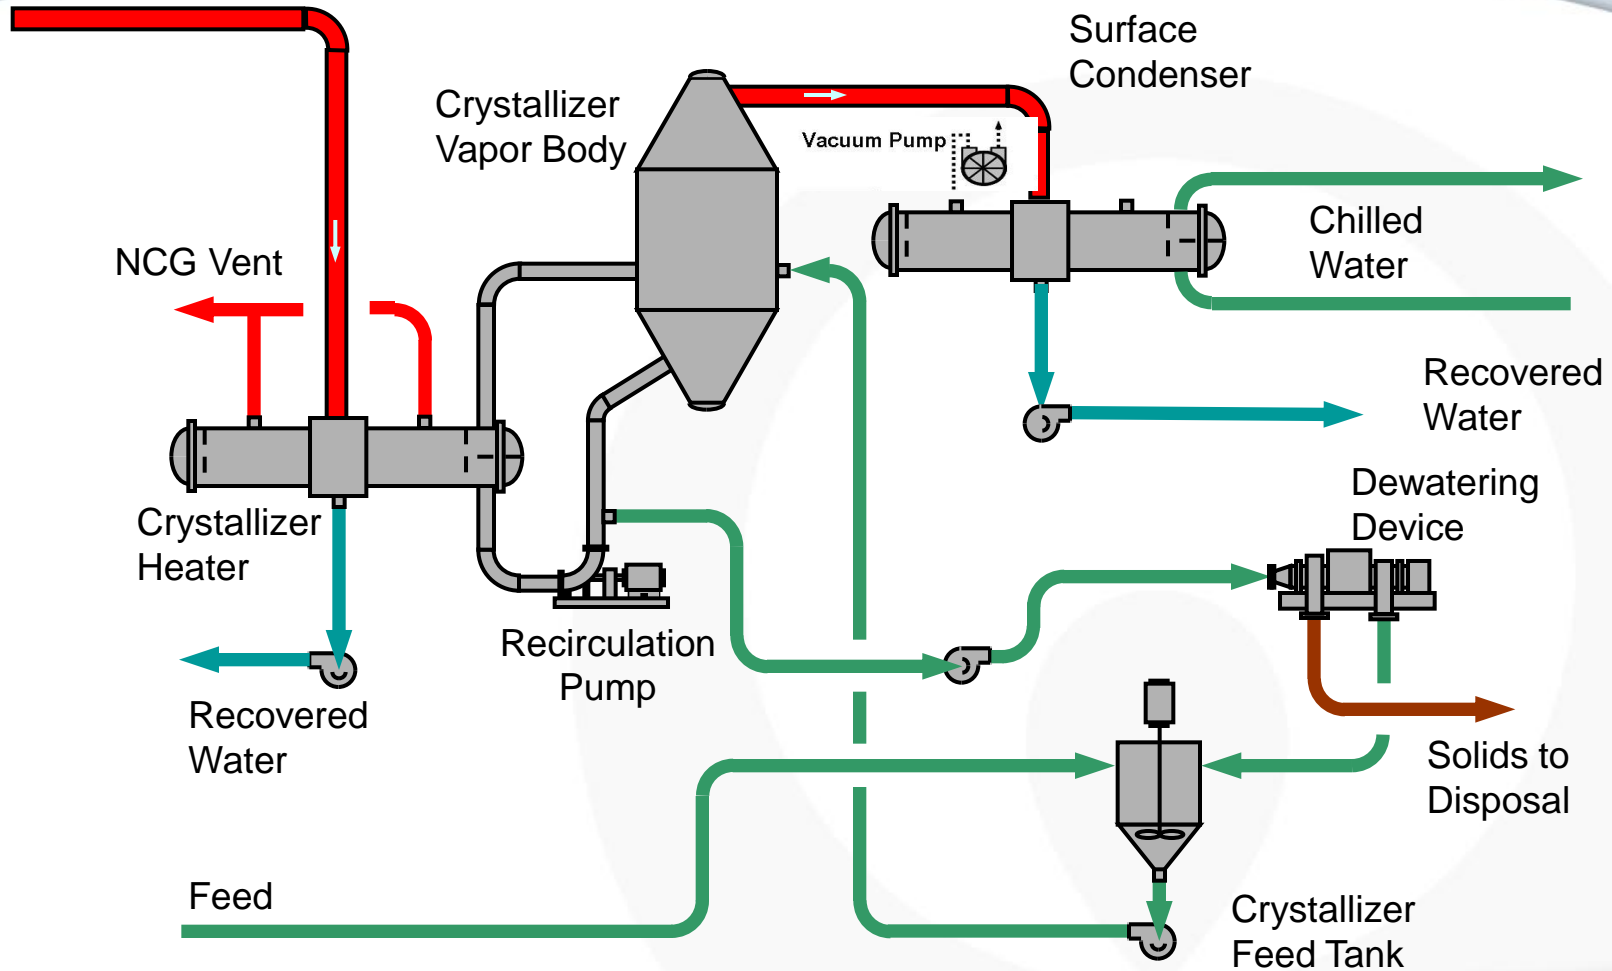 Surface
Condenser
Crystallizer
Vapor Body
Vacuum Pump
Chilled
Water
NCG Vent
Recovered
Water
Dewatering
Device
Crystallizer
Heater
Recirculation
Pump
Recovered
Water
Solids to
Disposal
Feed
Crystallizer
Feed Tank